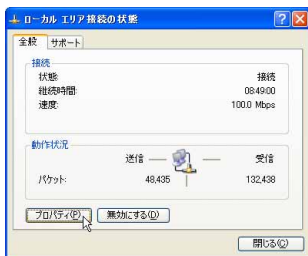 ローカル エリア接続の状態
全般 サポート
接続
状態: 接続
継続時間: 08:49:00
速度: 100.0 Mbps
動作状況
送信 受信
パケット: 48,435 132,438
プロパティ(P) 無効にする(D)
閉じる(C)